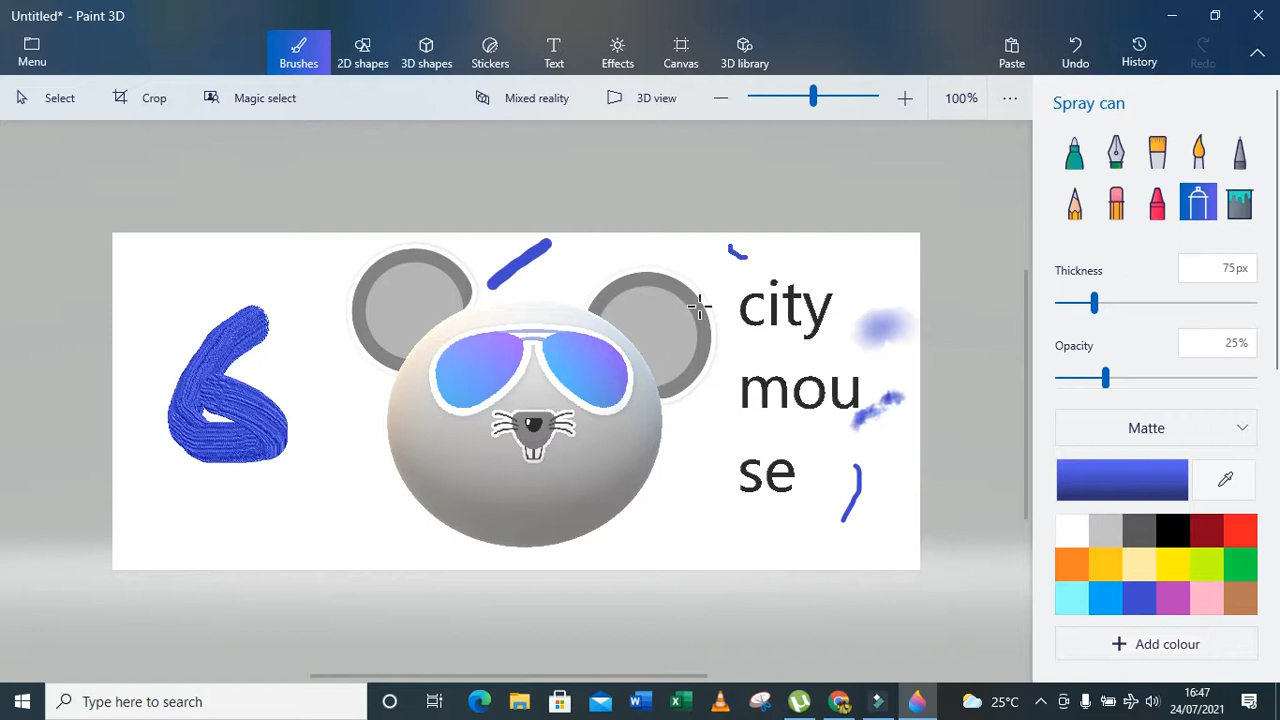 Untitled* - Paint 3D
Menu
Brushes
2D shapes
3D shapes
Stickers
Text
Effects
Canvas
3D library
Paste
Undo
History
Redo
Select
Crop
Magic select
Mixed reality
3D view
100%
Spray can
Thickness
75px
Opacity
25%
Matte
Add colour
6
city
mou
se
Type here to search
25°C
16:47
24/07/2021